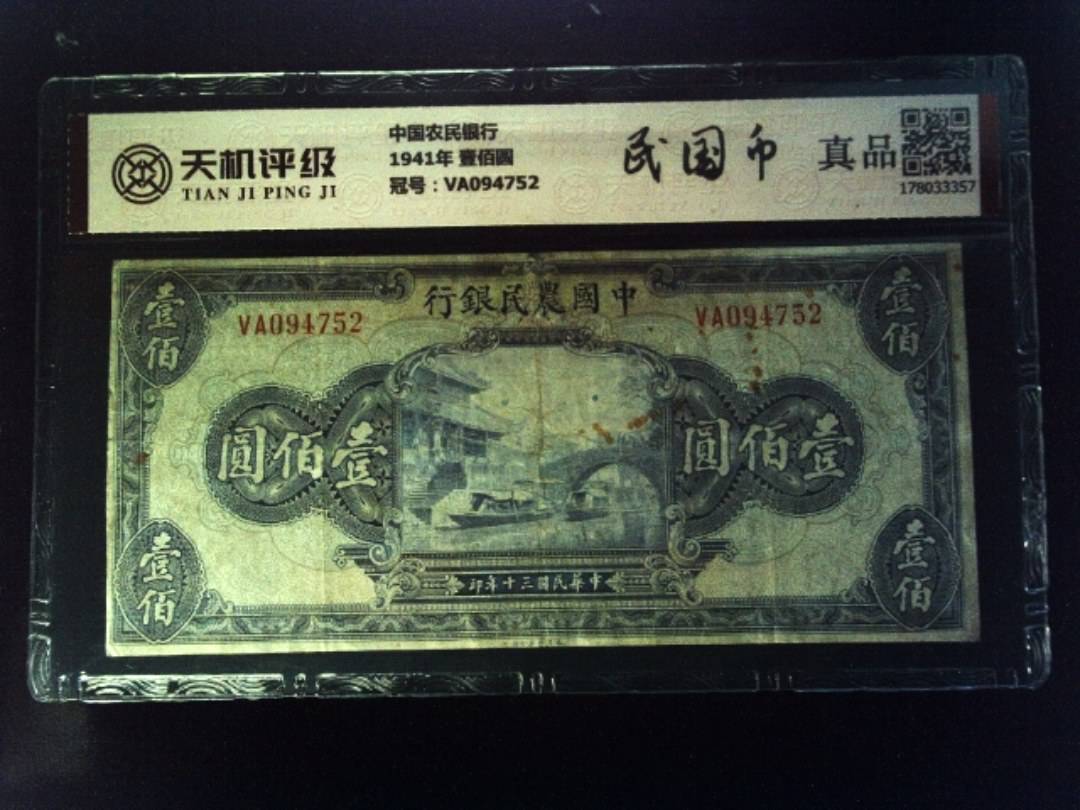 天机评级
TIAN JI PING JI
中国农民银行
1941年 壹佰圆
冠号：VA094752
民国币
真品
178033357
行銀民農國中
VA094752
VA094752
壹佰
壹佰
圓佰壹
圓佰壹
壹佰
壹佰
印年十三國民華中